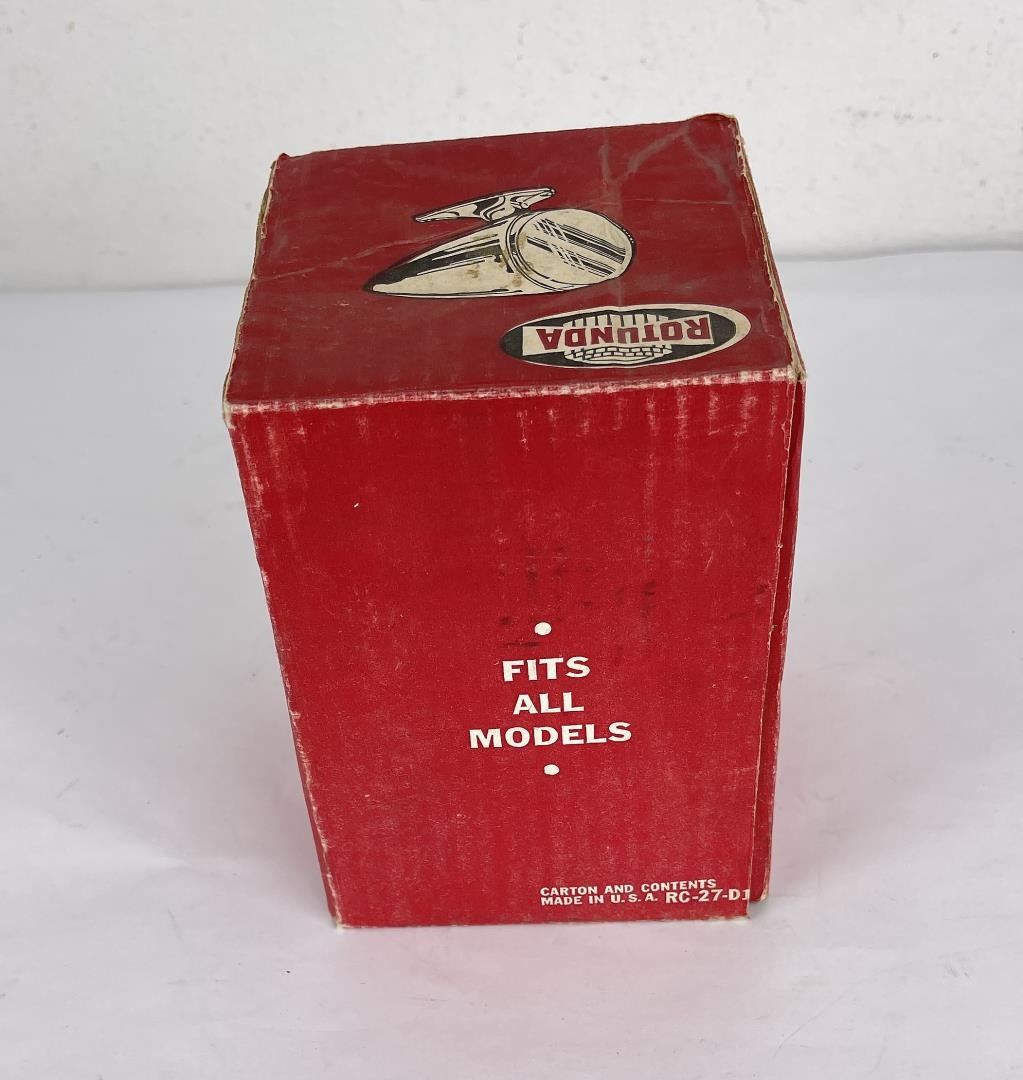 ROTUNDA
FITS
ALL
MODELS
CARTON AND CONTENTS
MADE IN U.S.A. RC-27-D1